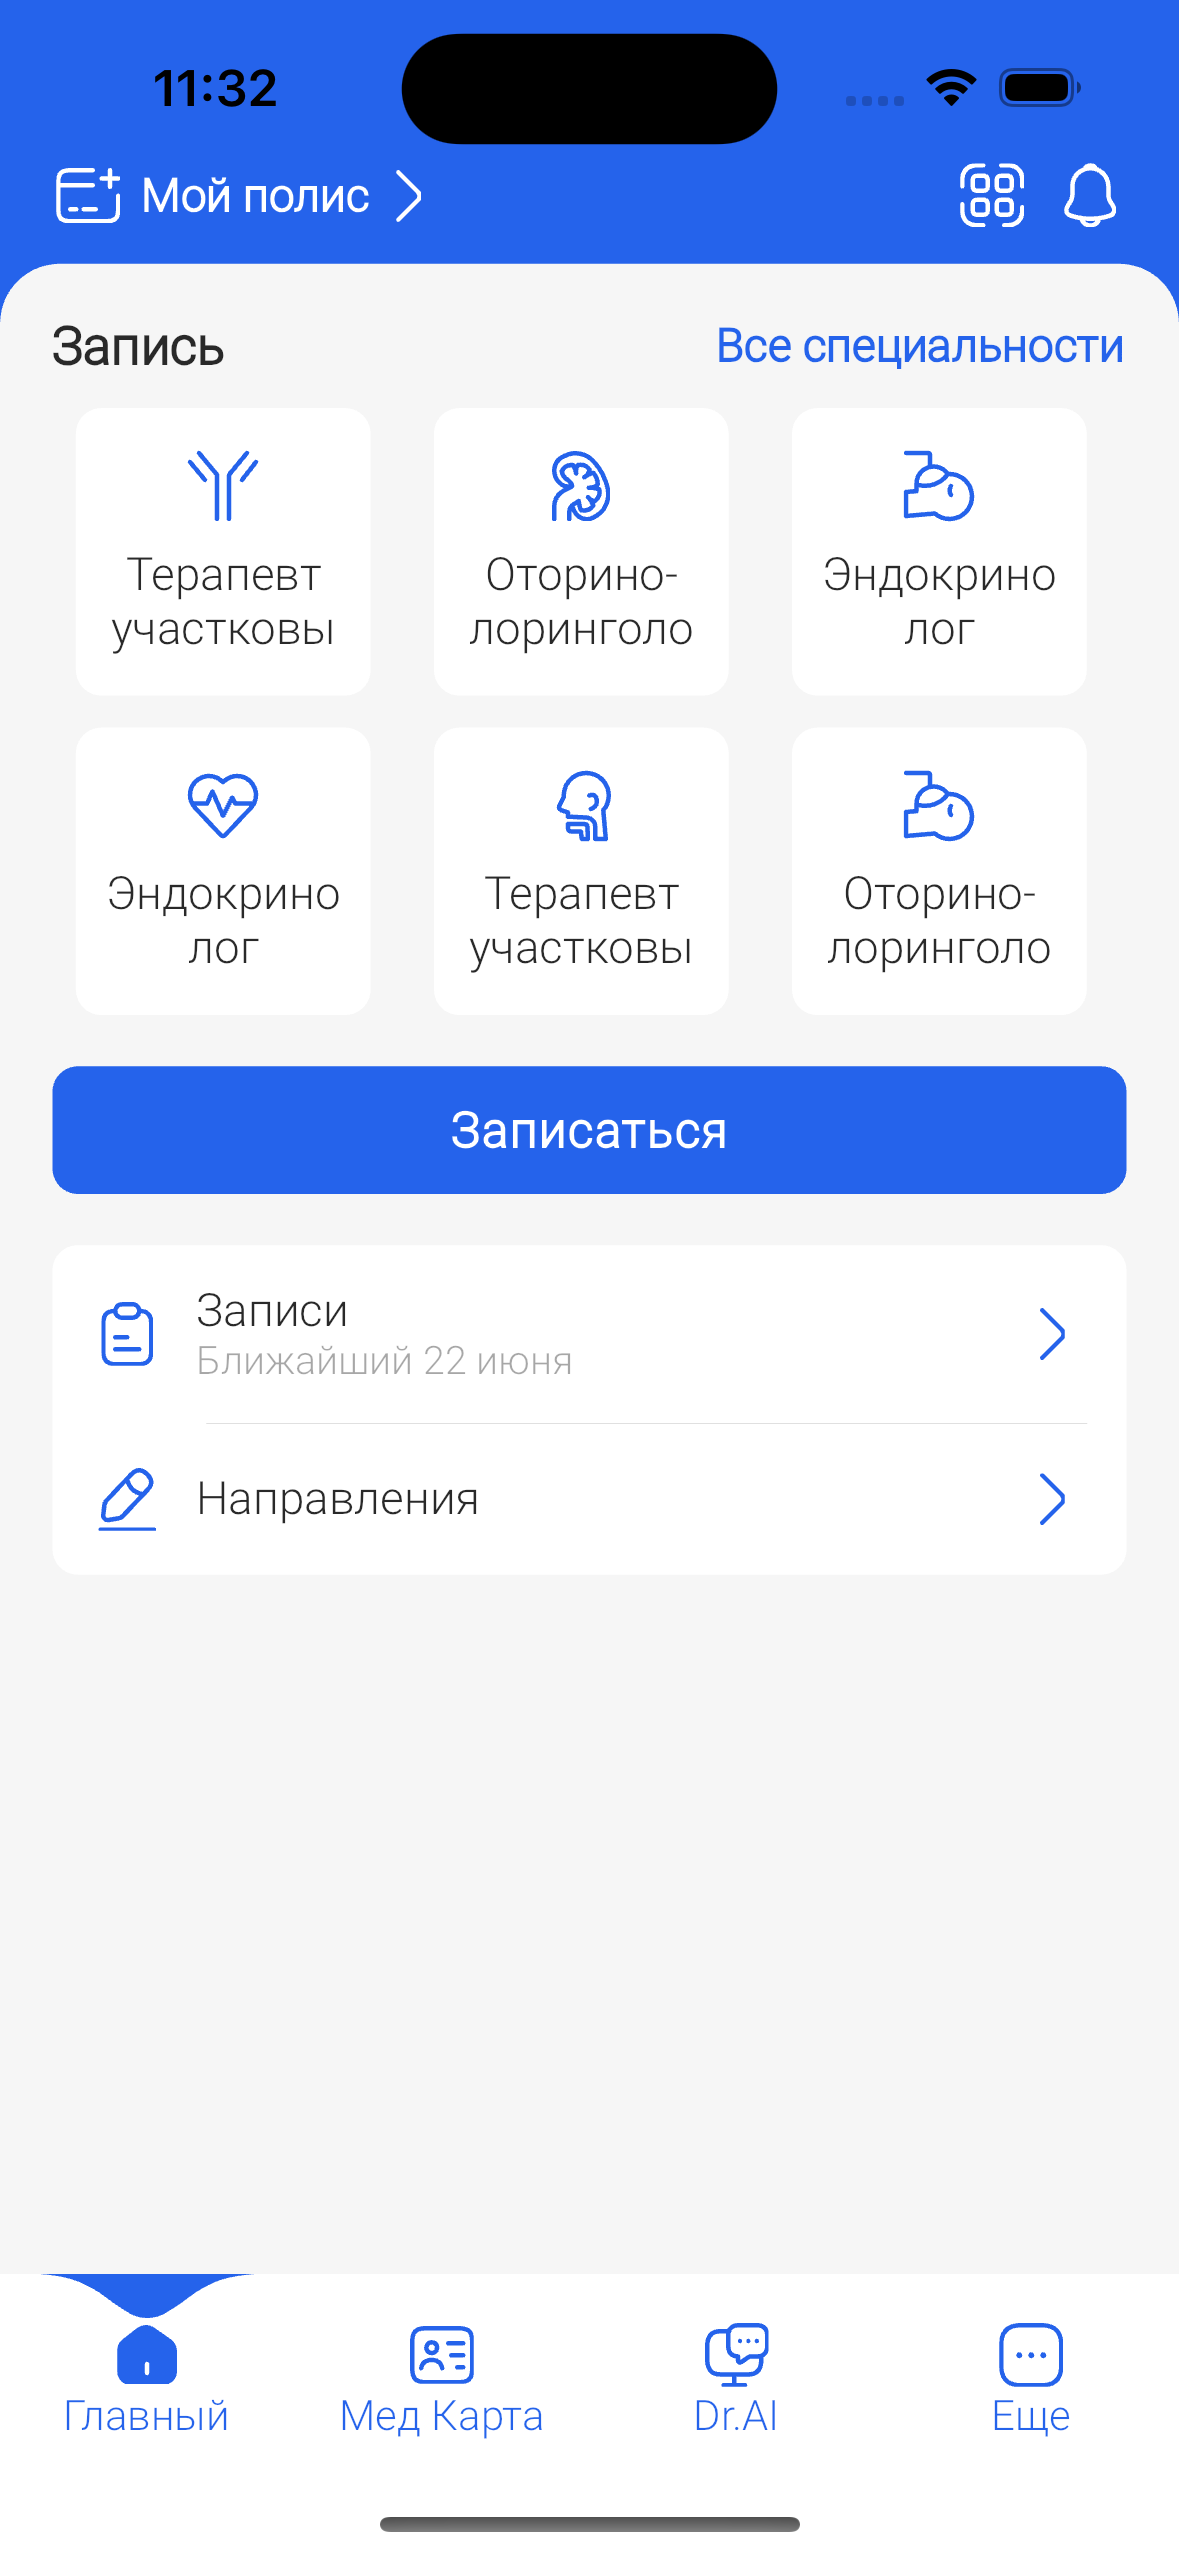 11:32
Мой полис
Запись
Все специальности
Терапевт
участковы
Оторино-
лоринголо
Эндокрино
лог
Эндокрино
лог
Терапевт
участковы
Оторино-
лоринголо
Записаться
Записи
Ближайший 22 июня
Направления
Главный
Мед Карта
Dr.AI
Еще